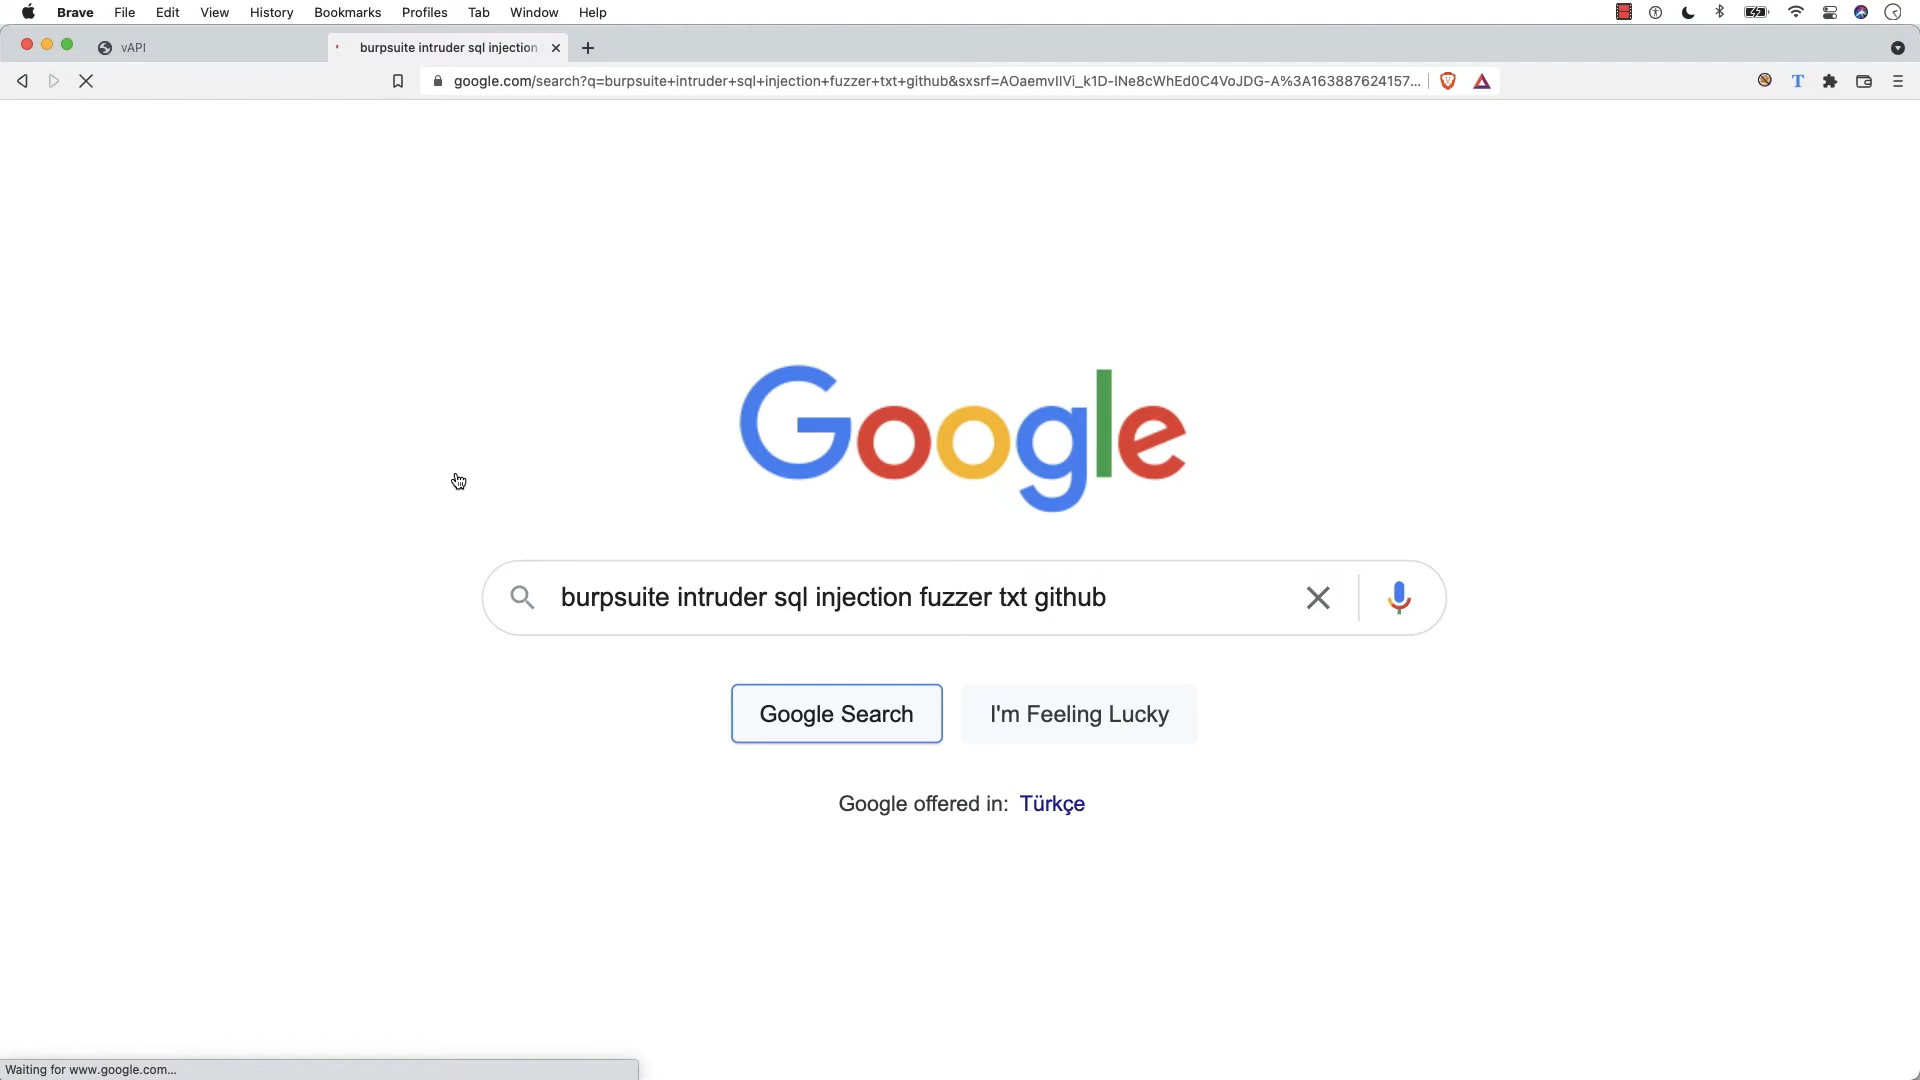 Brave File Edit View History Bookmarks Profiles Tab Window Help
vAPI
burpsuite intruder sql injection
google.com/search?q=burpsuite+intruder+sql+injection+fuzzer+txt+github&sxsrf=AOaemvIlVi_k1D-INe8cWhEd0C4VoJDG-A%3A163887624157...
T
Google
burpsuite intruder sql injection fuzzer txt github
Google Search
I'm Feeling Lucky
Google offered in: Türkçe
Waiting for www.google.com...